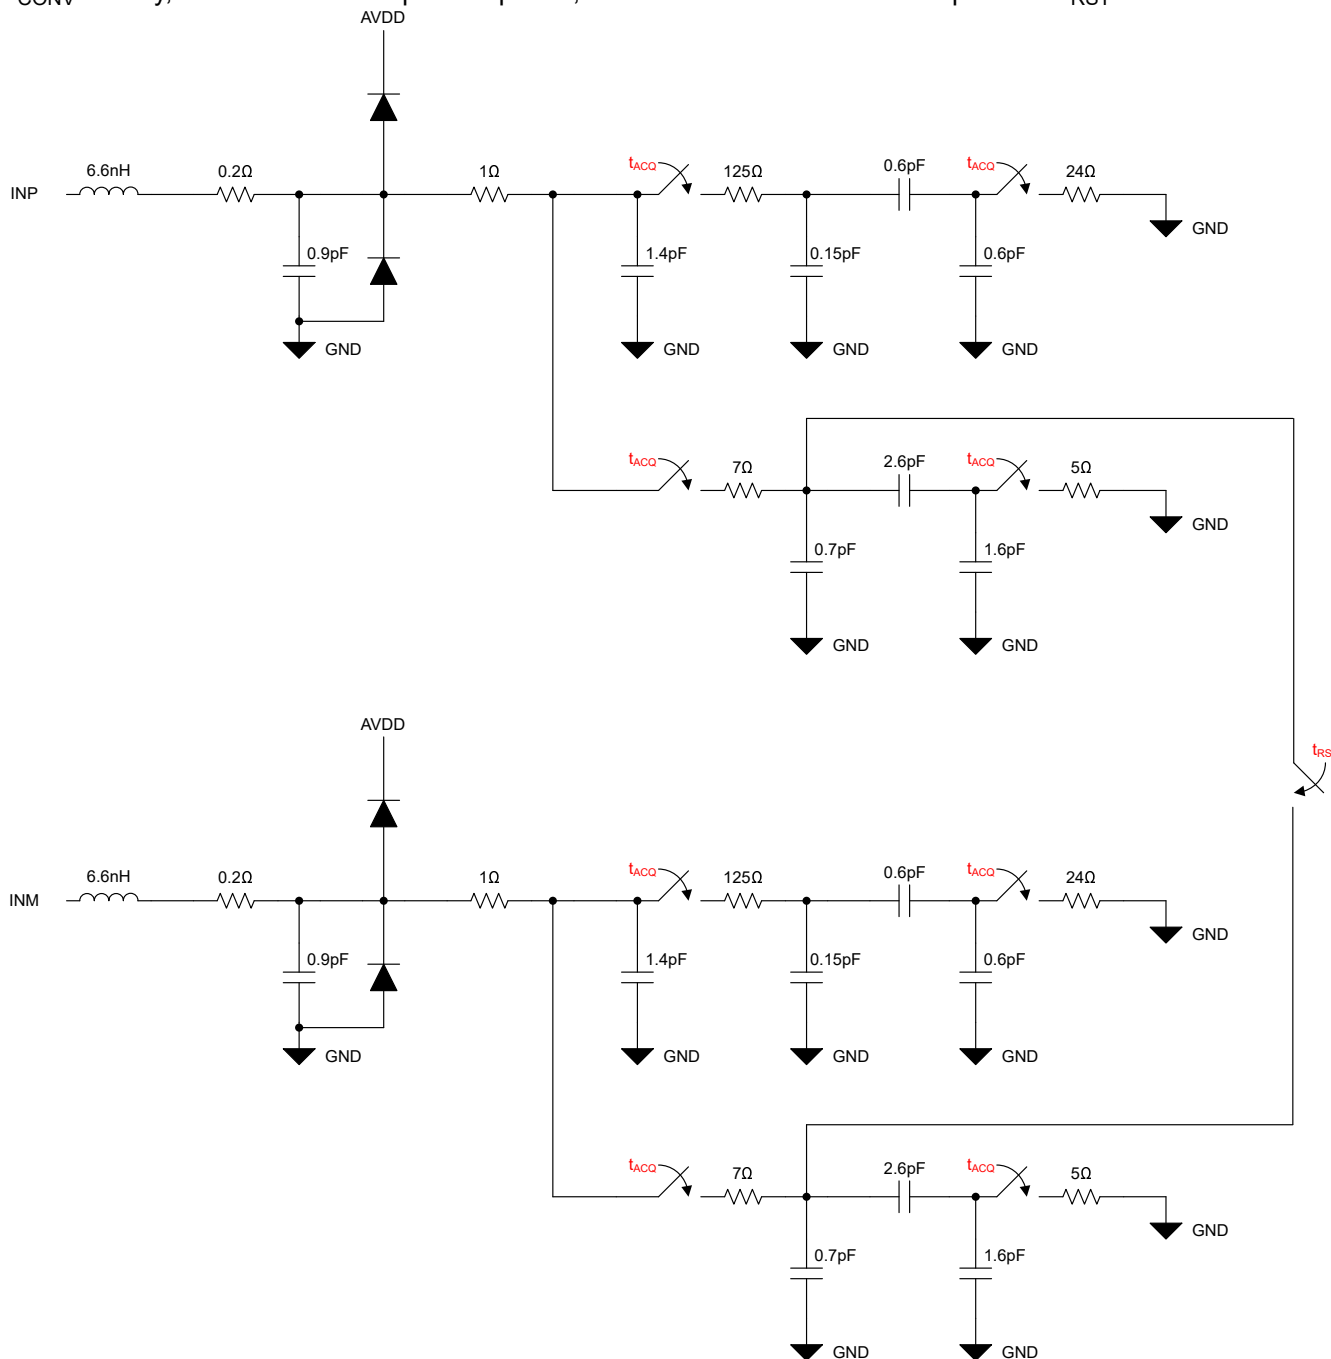 CONV
RST
AVDD
6.6nH 0.2Ω 1Ω tACQ 125Ω 0.6pF tACQ 24Ω
INP
GND
0.9pF 1.4pF 0.15pF 0.6pF
GND GND GND GND
tACQ 7Ω 2.6pF tACQ 5Ω
GND
0.7pF 1.6pF
GND GND
AVDD
tRS
6.6nH 0.2Ω 1Ω tACQ 125Ω 0.6pF tACQ 24Ω
INM
GND
0.9pF 1.4pF 0.15pF 0.6pF
GND GND GND GND
tACQ 7Ω 2.6pF tACQ 5Ω
GND
0.7pF 1.6pF
GND GND